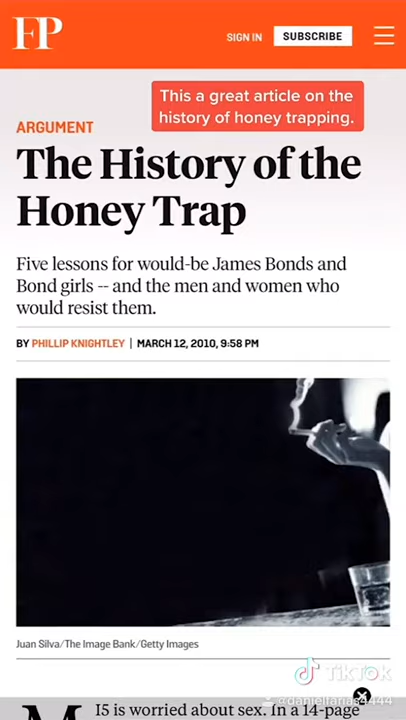 FP
SIGN IN
SUBSCRIBE
This a great article on the
history of honey trapping.
ARGUMENT
The History of the
Honey Trap
Five lessons for would-be James Bonds and
Bond girls -- and the men and women who
would resist them.
BY PHILLIP KNIGHTLEY | MARCH 12, 2010, 9:58 PM
Juan Silva/The Image Bank/Getty Images
TikTok
@danielfarias4444
MI5 is worried about sex. In a 14-page